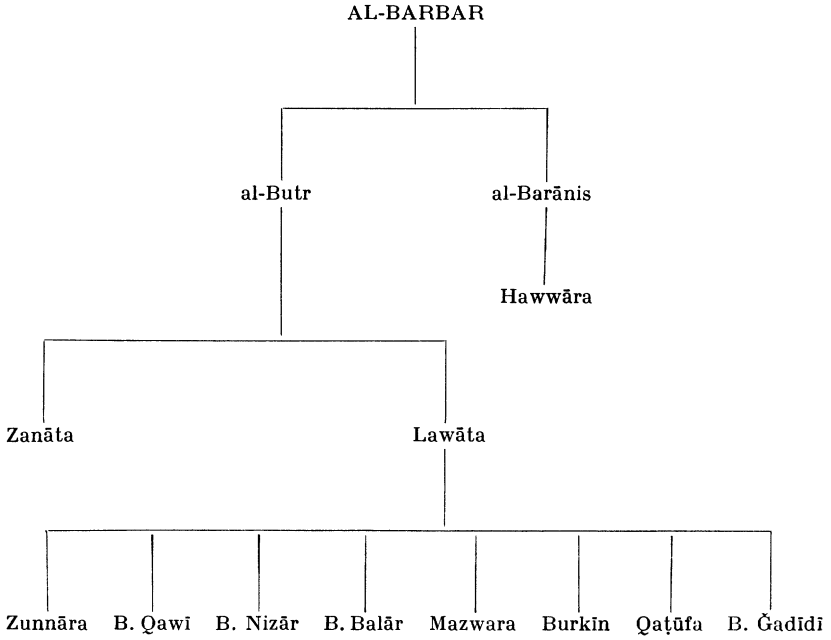 AL-BARBAR
al-Butr al-Barānis
Hawwāra
Zanāta Lawāta
Zunnāra B. Qawī B. Nizār B. Balār Mazwara Burkīn Qaṭūfa B. Ǧadīdī